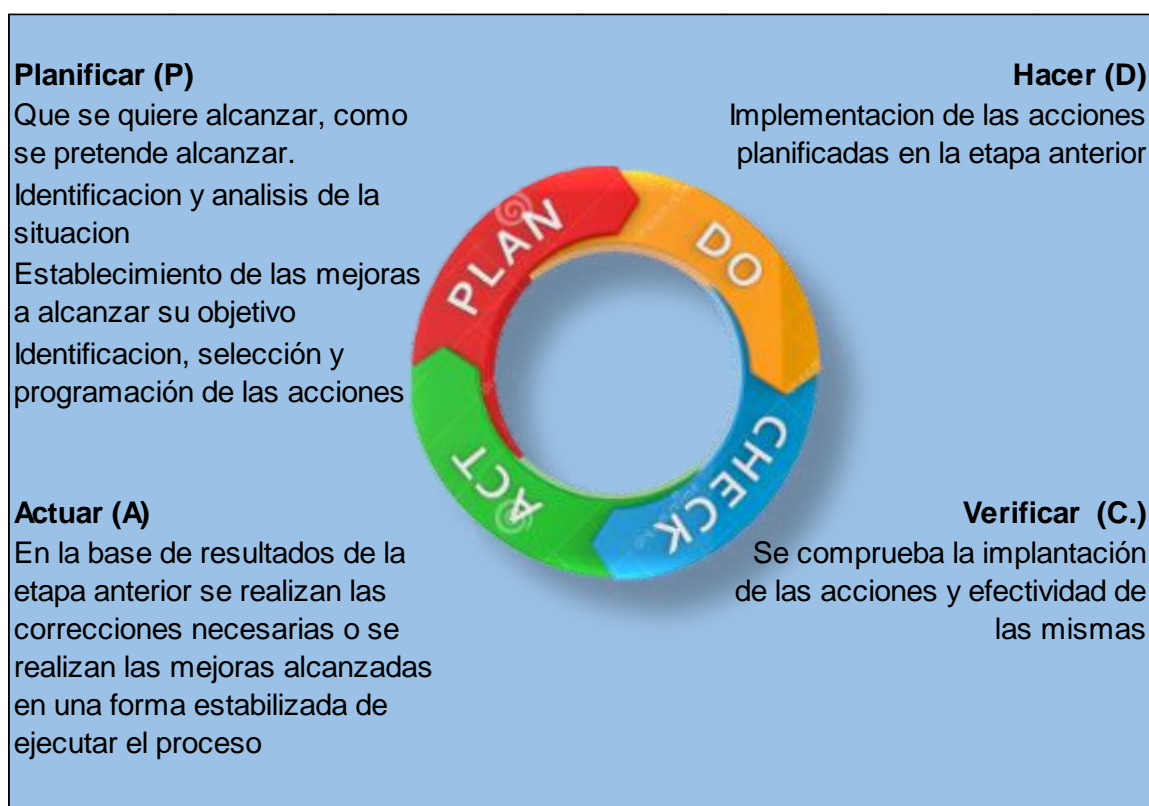 Planificar (P)
Que se quiere alcanzar, como
se pretende alcanzar.
Identificacion y analisis de la
situacion
Establecimiento de las mejoras
a alcanzar su objetivo
Identificacion, selección y
programación de las acciones
Hacer (D)
Implementacion de las acciones
planificadas en la etapa anterior
PLAN
DO
CHECK
ACT
Actuar (A)
En la base de resultados de la
etapa anterior se realizan las
correcciones necesarias o se
realizan las mejoras alcanzadas
en una forma estabilizada de
ejecutar el proceso
Verificar (C.)
Se comprueba la implantación
de las acciones y efectividad de
las mismas